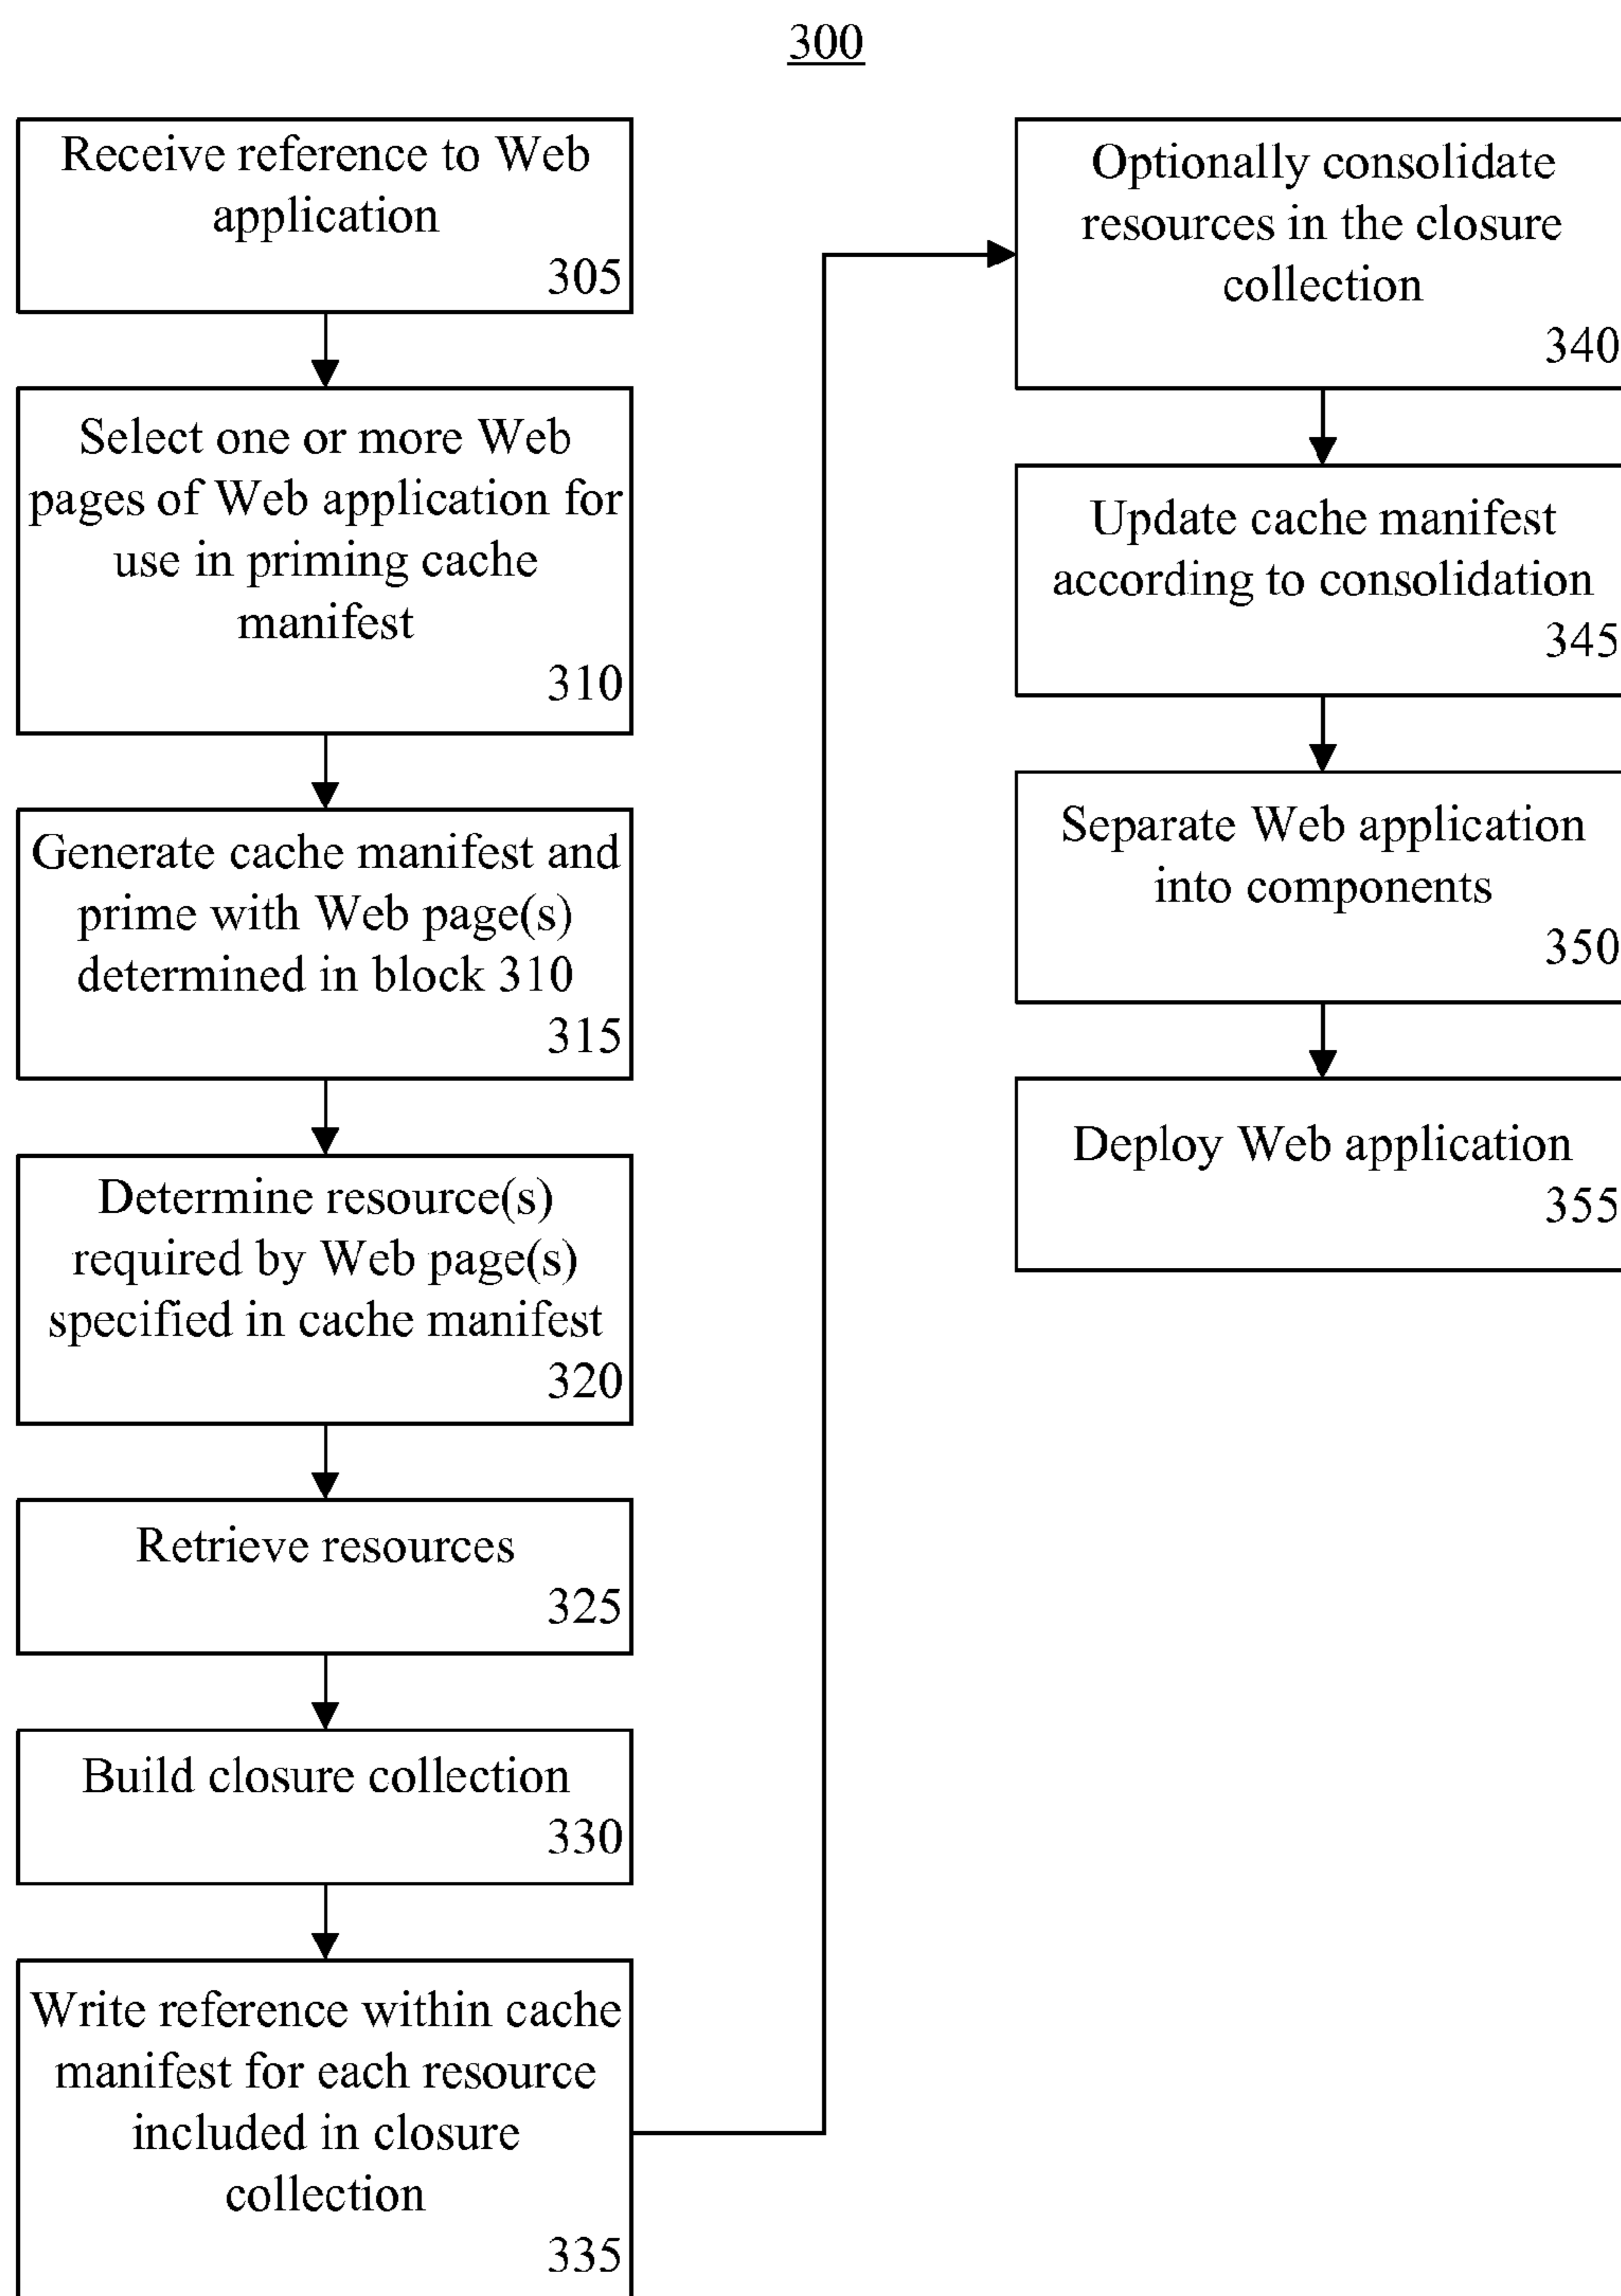 300
Receive reference to Web
application
305
Select one or more Web
pages of Web application for
use in priming cache
manifest
310
Generate cache manifest and
prime with Web page(s)
determined in block 310
315
Determine resource(s)
required by Web page(s)
specified in cache manifest
320
Retrieve resources
325
Build closure collection
330
Write reference within cache
manifest for each resource
included in closure
collection
335
Optionally consolidate
resources in the closure
collection
340
Update cache manifest
according to consolidation
345
Separate Web application
into components
350
Deploy Web application
355